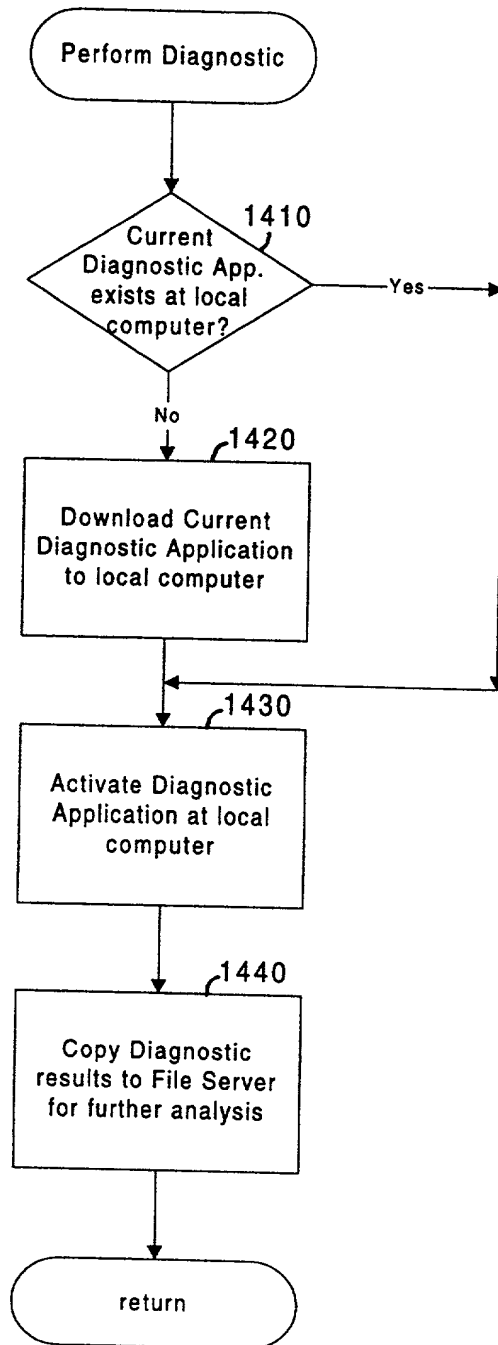 Perform Diagnostic
1410
Current
Diagnostic App.
exists at local
computer?
Yes
No
1420
Download Current
Diagnostic Application
to local computer
1430
Activate Diagnostic
Application at local
computer
1440
Copy Diagnostic
results to File Server
for further analysis
return